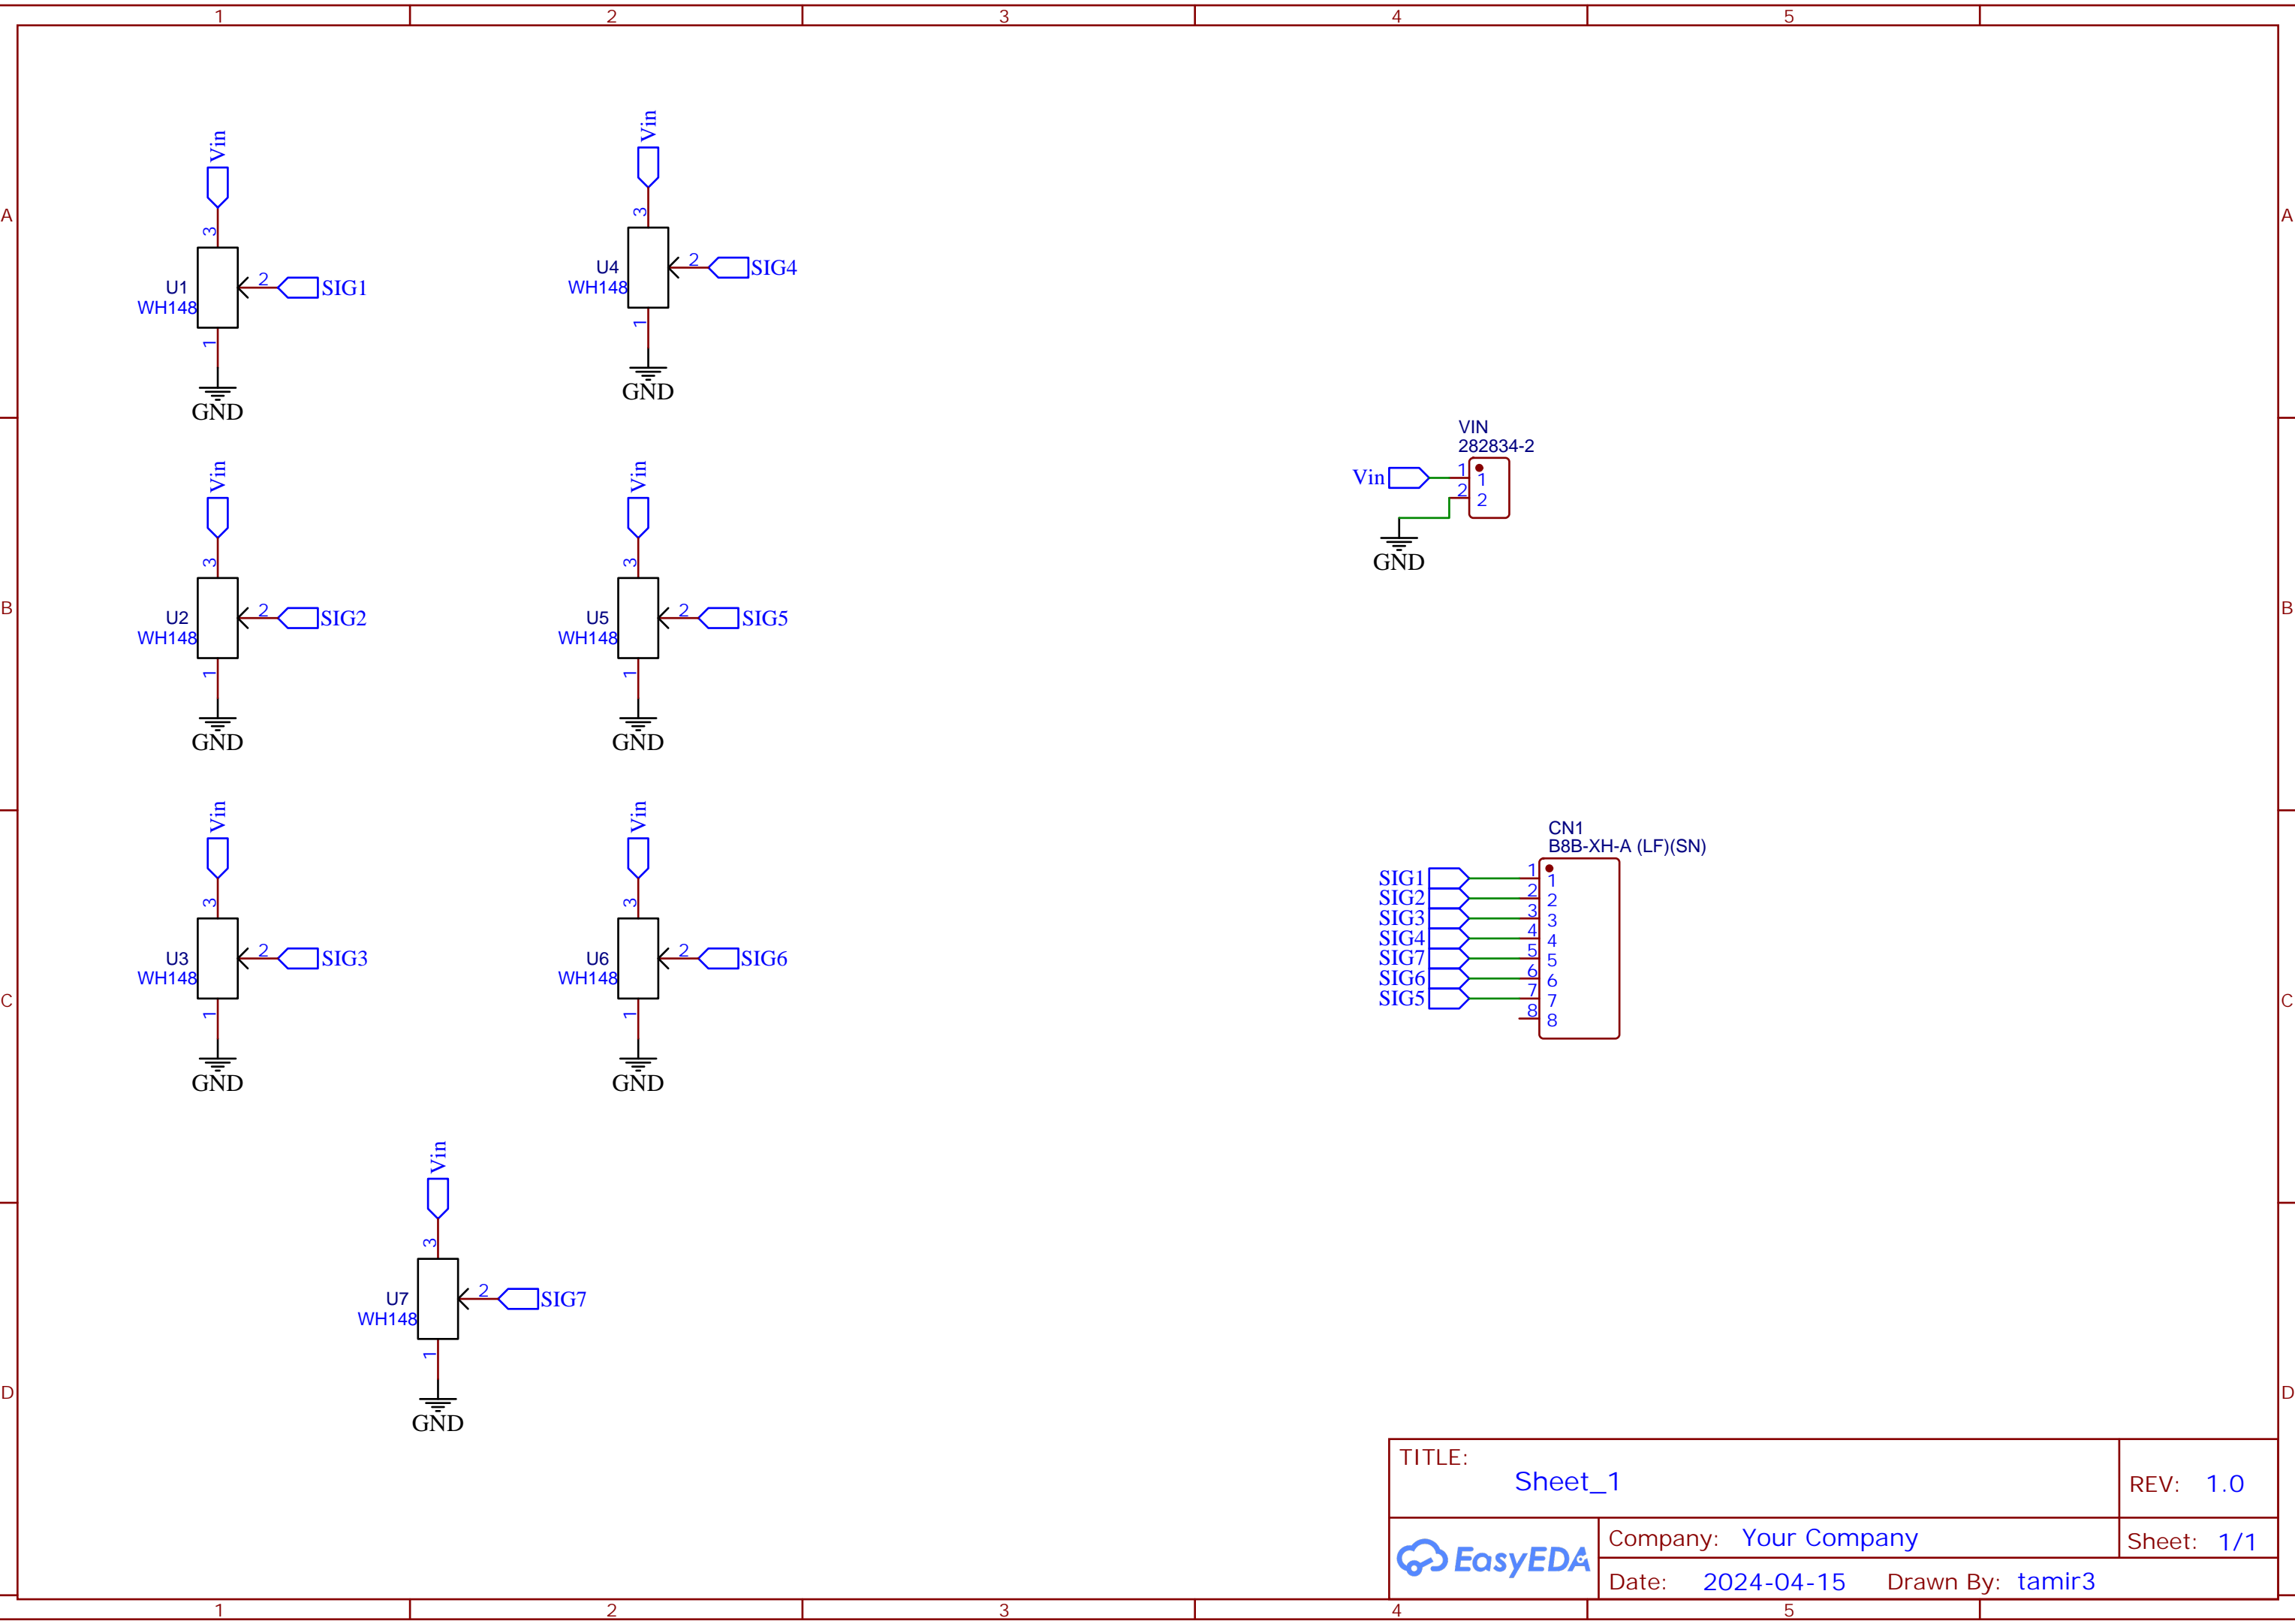 1 2 3 4 5
A A
B B
C C
D D
Vin
3
U1
WH148
2
SIG1
1
GND
Vin
3
U4
WH148
2
SIG4
1
GND
Vin
3
U2
WH148
2
SIG2
1
GND
Vin
3
U5
WH148
2
SIG5
1
GND
Vin
3
U3
WH148
2
SIG3
1
GND
Vin
3
U6
WH148
2
SIG6
1
GND
Vin
3
U7
WH148
2
SIG7
1
GND
VIN
282834-2
Vin 1 1
2 2
GND
CN1
B8B-XH-A (LF)(SN)
SIG1 1 1
SIG2 2 2
SIG3 3 3
SIG4 4 4
SIG7 5 5
SIG6 6 6
SIG5 7 7
8 8
TITLE:
Sheet_1
REV: 1.0
EasyEDA
Company: Your Company
Sheet: 1/1
Date: 2024-04-15 Drawn By: tamir3
1 2 3 4 5